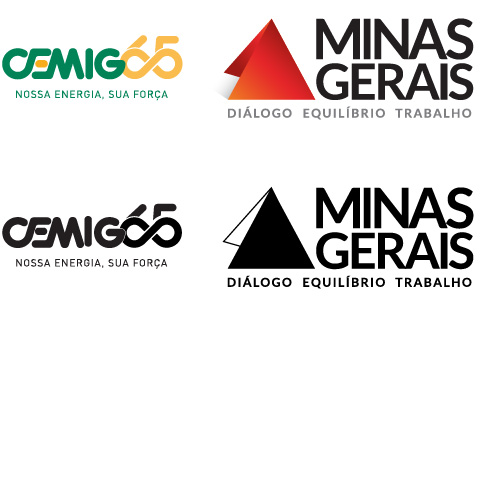 CEMIG65
NOSSA ENERGIA, SUA FORÇA
MINAS
GERAIS
DIÁLOGO EQUILÍBRIO TRABALHO
CEMIG65
NOSSA ENERGIA, SUA FORÇA
MINAS
GERAIS
DIÁLOGO EQUILÍBRIO TRABALHO